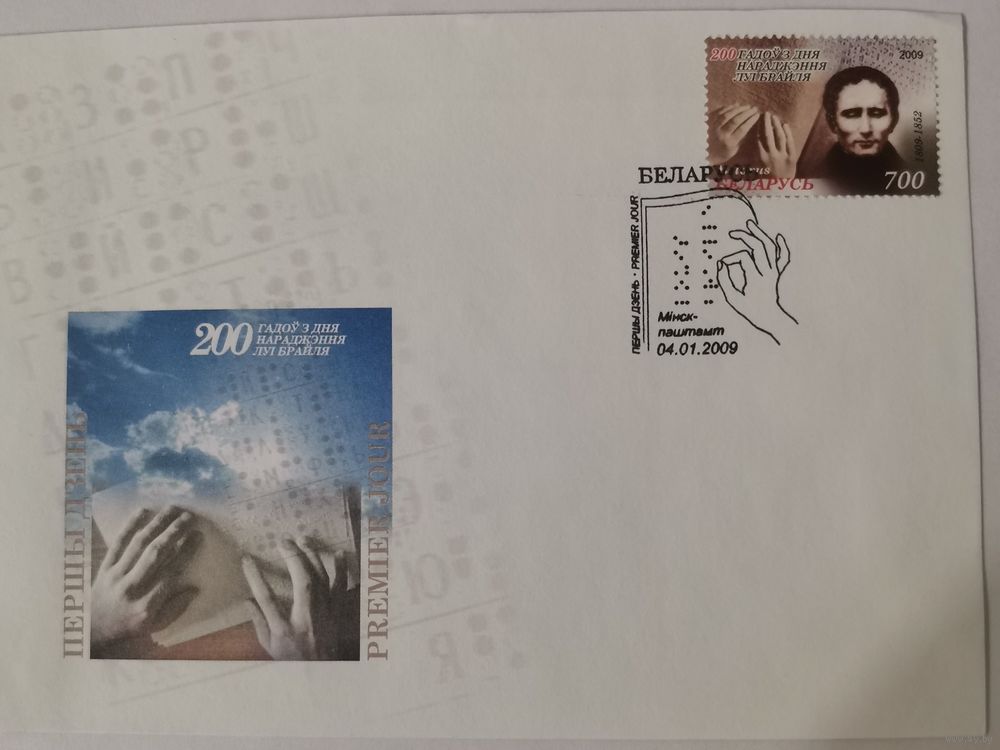 200 ГАДОЎ З ДНЯ
НАРАДЖЭННЯ
ЛУІ БРАЙЛЯ
2009
1809-1852
БЕЛАРУСЬ
700
БЕЛАРУСЬ
ПЕРШЫ ДЗЕНЬ · PREMIER JOUR
Мінск-
паштамт
04.01.2009
200 ГАДОЎ З ДНЯ
НАРАДЖЭННЯ
ЛУІ БРАЙЛЯ
ПЕРШЫ ДЗЕНЬ
PREMIER JOUR